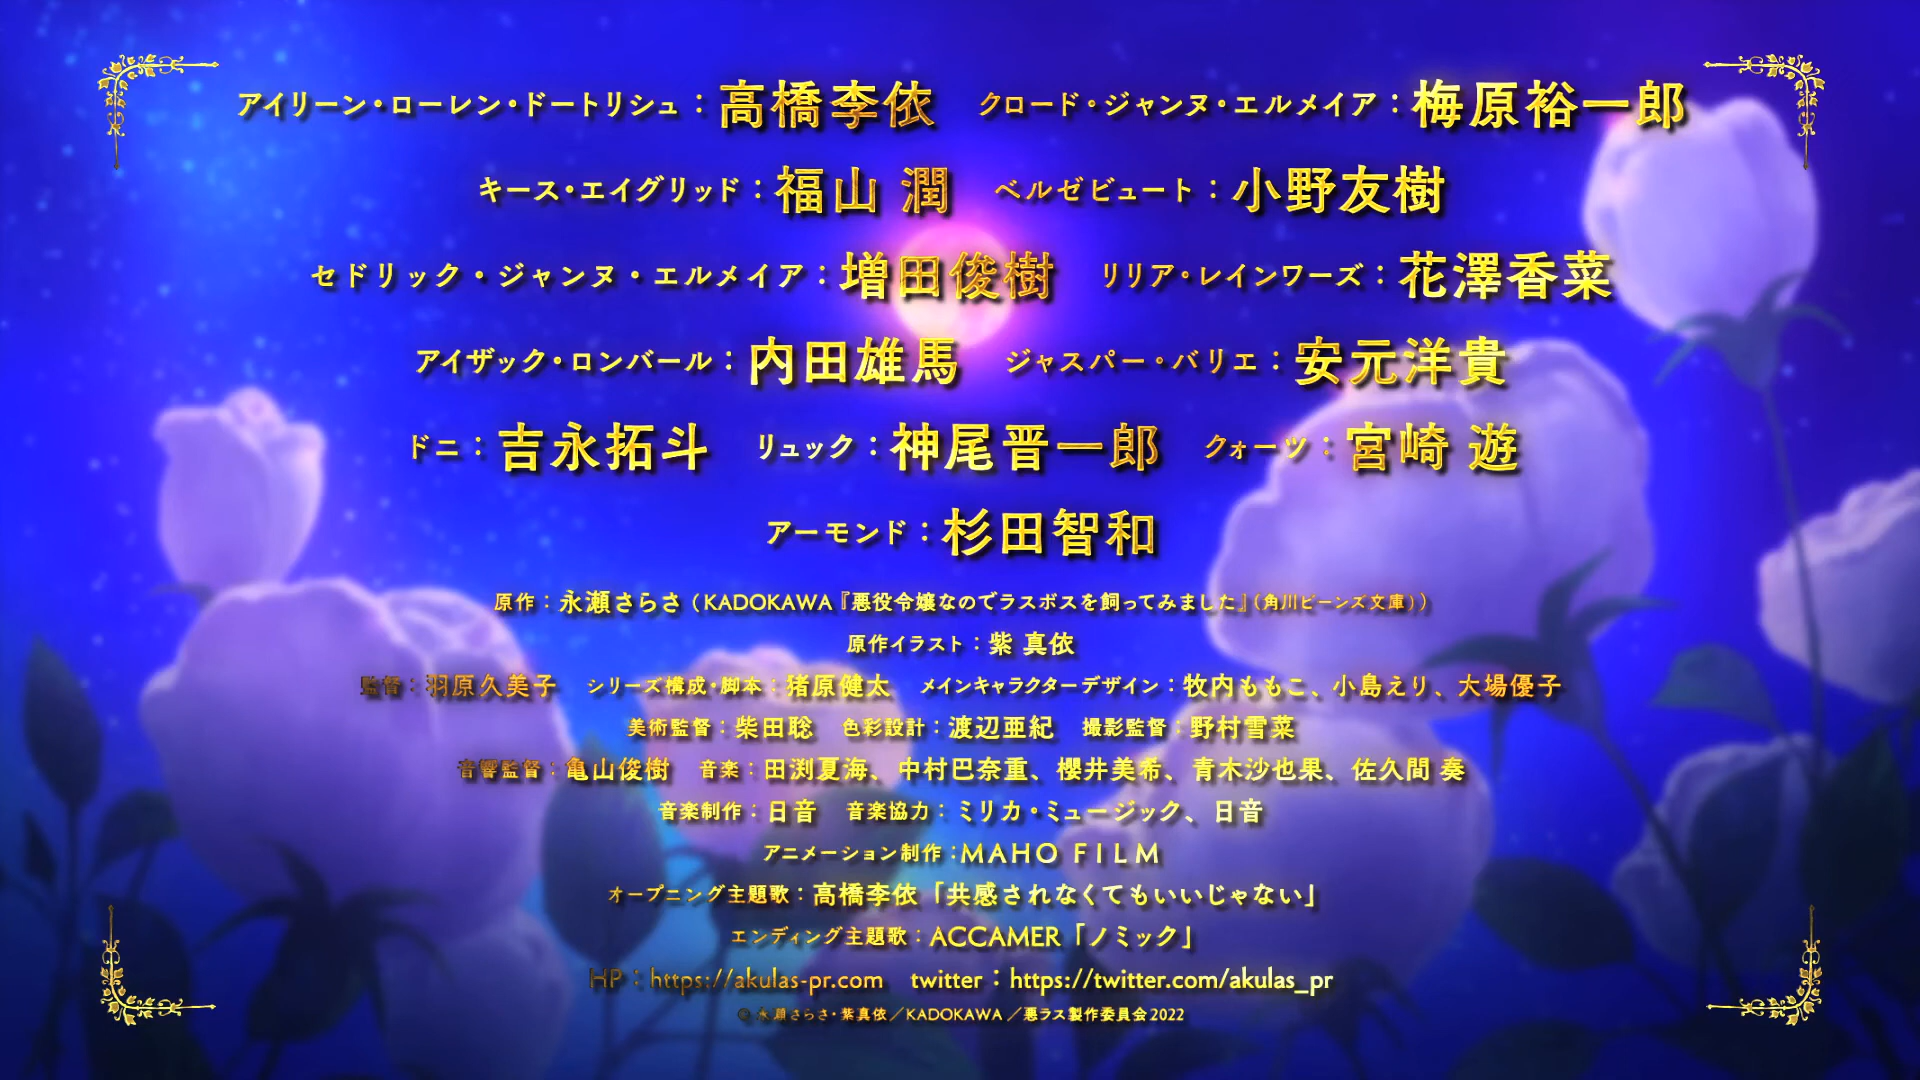 アイリーン・ローレン・ドートリシュ：高橋李依　クロード・ジャンヌ・エルメイア：梅原裕一郎
キース・エイグリッド：福山 潤　ベルゼビュート：小野友樹
セドリック・ジャンヌ・エルメイア：増田俊樹　リリア・レインワーズ：花澤香菜
アイザック・ロンバール：内田雄馬　ジャスパー・バリエ：安元洋貴
ドニ：吉永拓斗　リュック：神尾晋一郎　クォーツ：宮崎 遊
アーモンド：杉田智和
原作：永瀬さらさ（KADOKAWA『悪役令嬢なのでラスボスを飼ってみました』（角川ビーンズ文庫））
原作イラスト：紫 真依
監督：羽原久美子　シリーズ構成・脚本：猪原健太　メインキャラクターデザイン：牧内ももこ、小島えり、大場優子
美術監督：柴田聡　色彩設計：渡辺亜紀　撮影監督：野村雪菜
音響監督：亀山俊樹　音楽：田渕夏海、中村巴奈重、櫻井美希、青木沙也果、佐久間 奏
音楽制作：日音　音楽協力：ミリカ・ミュージック、日音
アニメーション制作：MAHO FILM
オープニング主題歌：高橋李依「共感されなくてもいいじゃない」
エンディング主題歌：ACCAMER「ノミック」
HP：https://akulas-pr.com　twitter：https://twitter.com/akulas_pr
© 永瀬さらさ・紫真依／KADOKAWA／悪ラス製作委員会2022